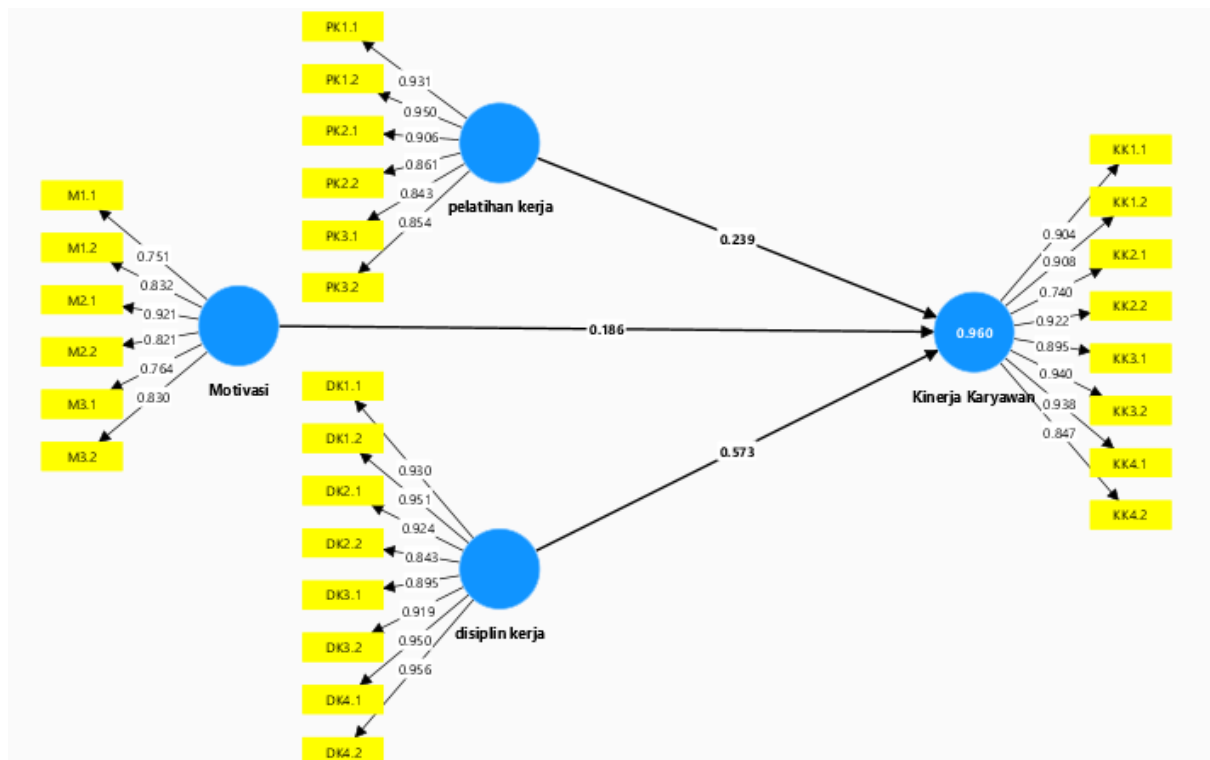 PK1.1
0.931
PK1.2
0.950
PK2.1
0.906
PK2.2
0.861
PK3.1
0.843
PK3.2
0.854
pelatihan kerja
M1.1
0.751
M1.2
0.832
M2.1
0.921
M2.2
0.821
M3.1
0.764
M3.2
0.830
Motivasi
0.239
0.186
0.573
DK1.1
0.930
DK1.2
0.951
DK2.1
0.924
DK2.2
0.843
DK3.1
0.895
DK3.2
0.919
DK4.1
0.950
DK4.2
0.956
disiplin kerja
0.960
Kinerja Karyawan
KK1.1
0.904
KK1.2
0.908
KK2.1
0.740
KK2.2
0.922
KK3.1
0.895
KK3.2
0.940
KK4.1
0.938
KK4.2
0.847